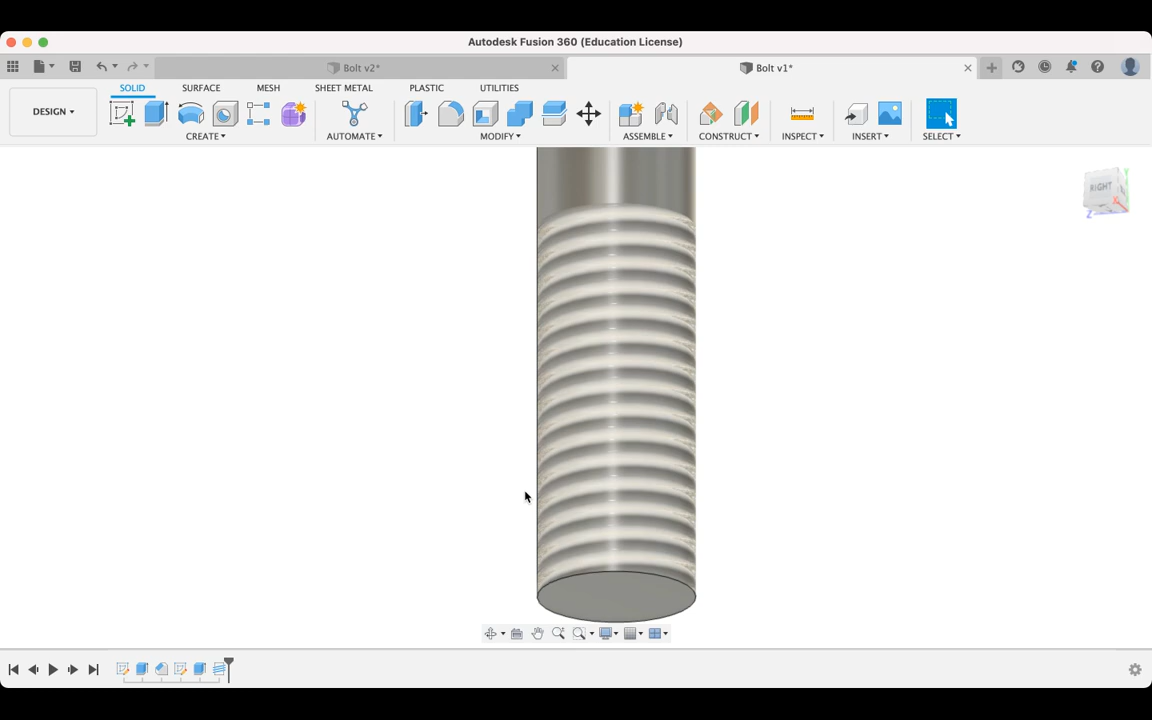 Autodesk Fusion 360 (Education License)
Bolt v2*
Bolt v1*
DESIGN
SOLID SURFACE MESH SHEET METAL PLASTIC UTILITIES
CREATE AUTOMATE MODIFY ASSEMBLE CONSTRUCT INSPECT INSERT SELECT
RIGHT
Y
X
Z